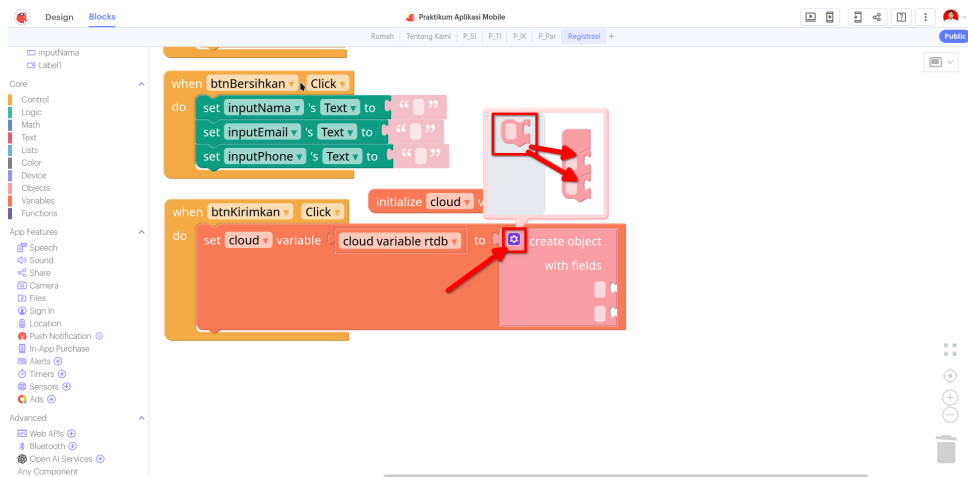 Design Blocks Praktikum Aplikasi Mobile
Rumah Tentang Kami P_SI P_TI P_IK P_Par Registrasi +
Public
inputNama
Label1
Core
Control
Logic
Math
Text
Lists
Color
Device
Objects
Variables
Functions
App Features
Speech
Sound
Share
Camera
Files
Sign In
Location
Push Notification
In-App Purchase
Alerts
Timers
Sensors
Ads
Advanced
Web APIs
Bluetooth
Open AI Services
Any Component
when btnBersihkan Click
do set inputNama 's Text to “ ”
set inputEmail 's Text to “ ”
set inputPhone 's Text to “ ”
initialize cloud v
when btnKirimkan Click
do set cloud variable cloud variable rtdb to create object
with fields